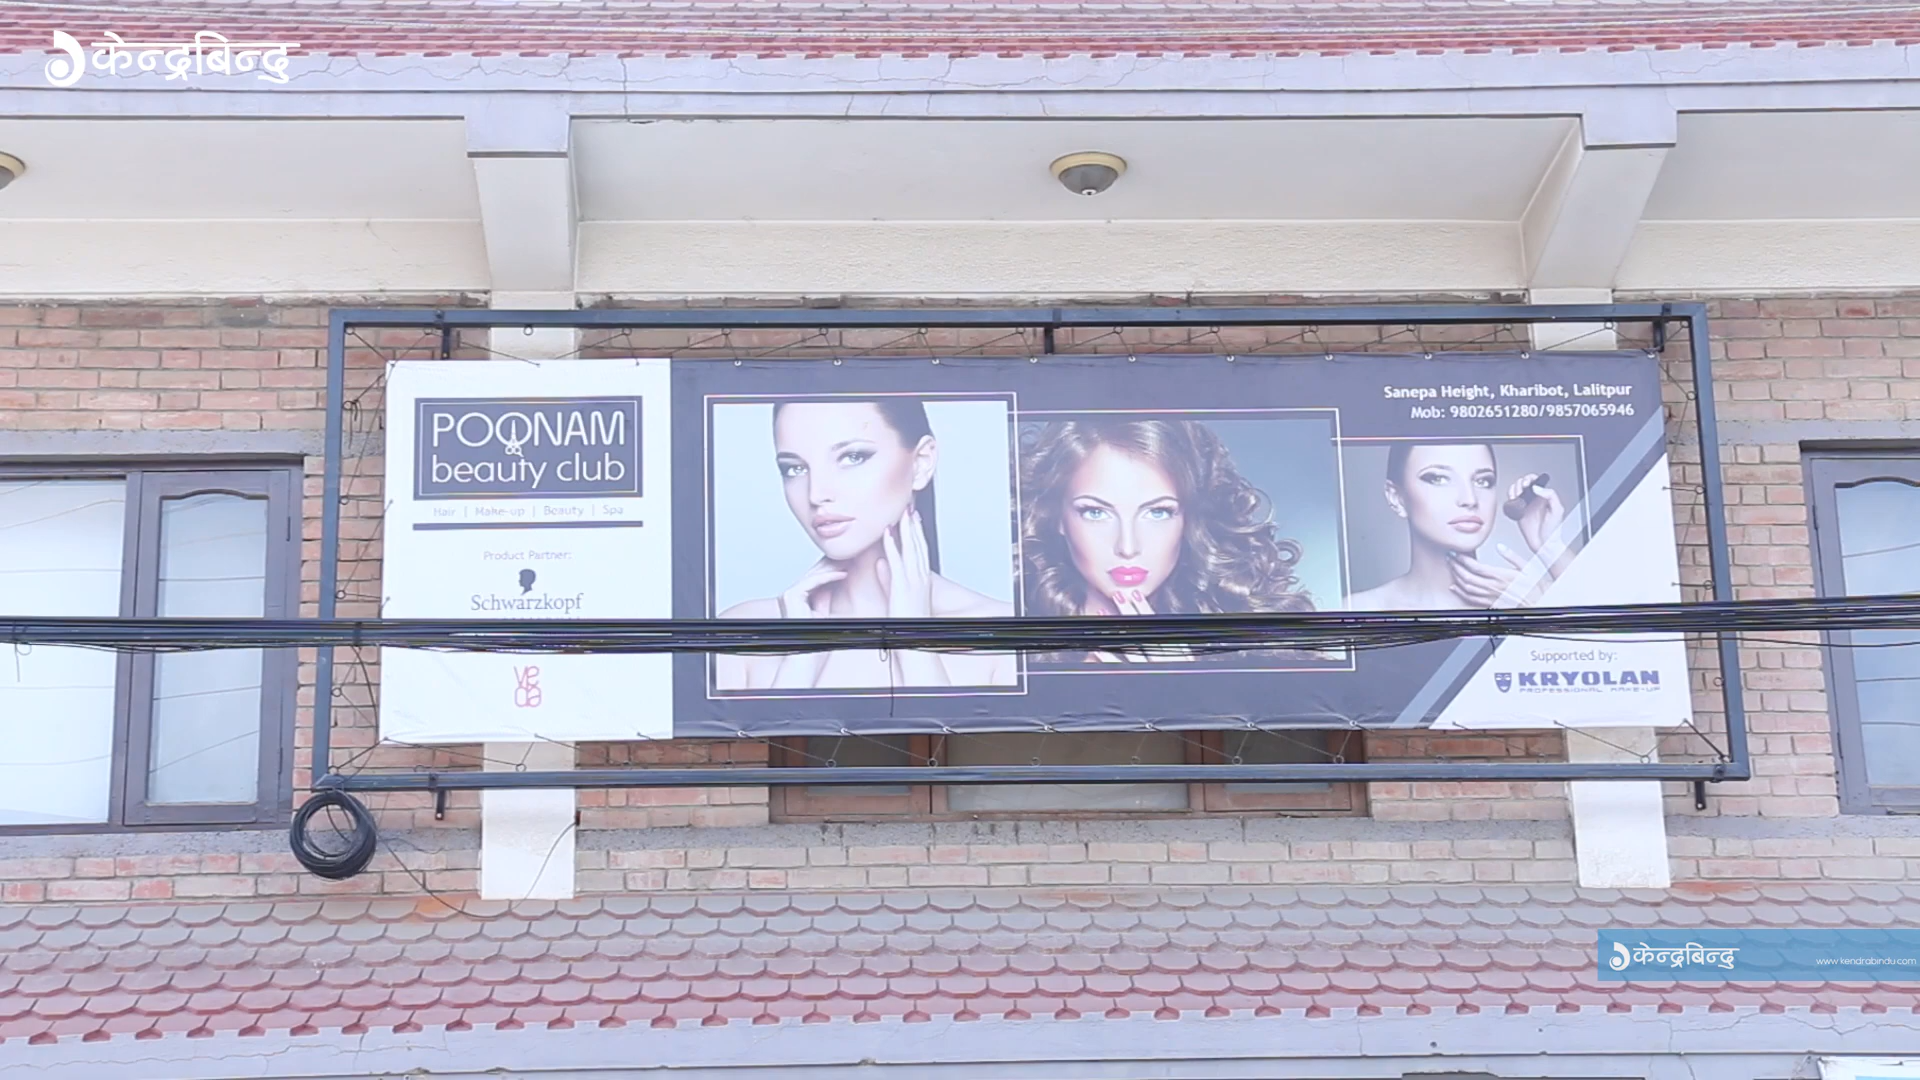 केन्द्रबिन्दु
POONAM
beauty club
Hair | Make-up | Beauty | Spa
Product Partner:
Schwarzkopf
veda
Sanepa Height, Kharibot, Lalitpur
Mob: 9802651280/9857065946
Supported by:
KRYOLAN
PROFESSIONAL MAKE-UP
केन्द्रबिन्दु
www.kendrabindu.com